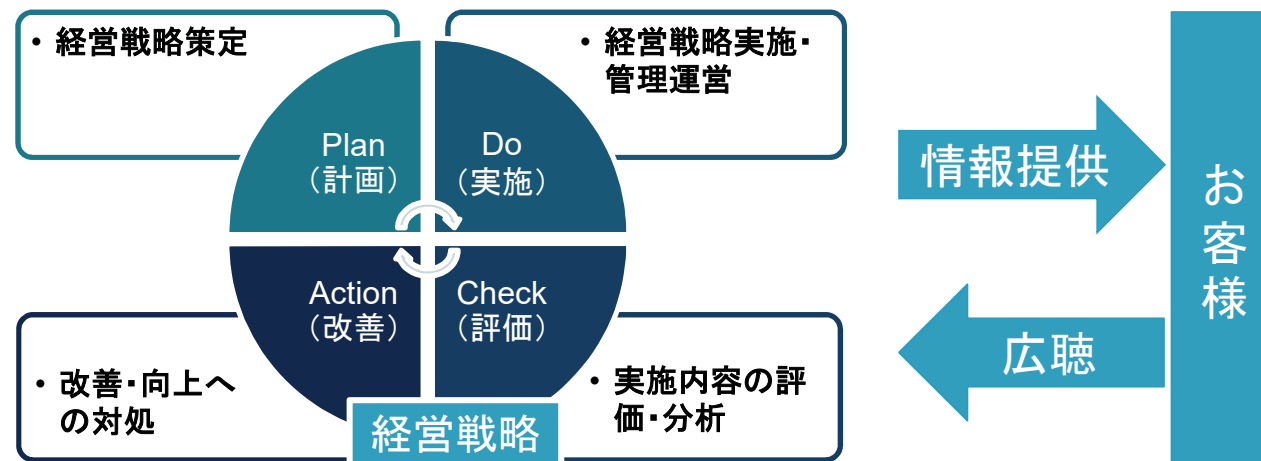 ・経営戦略策定
・経営戦略実施・
管理運営
Plan
（計画）
Do
（実施）
Action
（改善）
Check
（評価）
・改善・向上へ
の対処
・実施内容の評
価・分析
経営戦略
情報提供
広聴
お客様